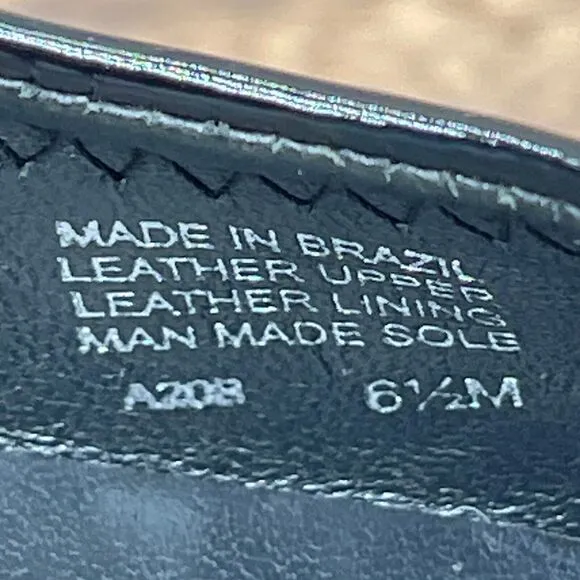 MADE IN BRAZIL
LEATHER UPPER
LEATHER LINING
MAN MADE SOLE
A208 6½M